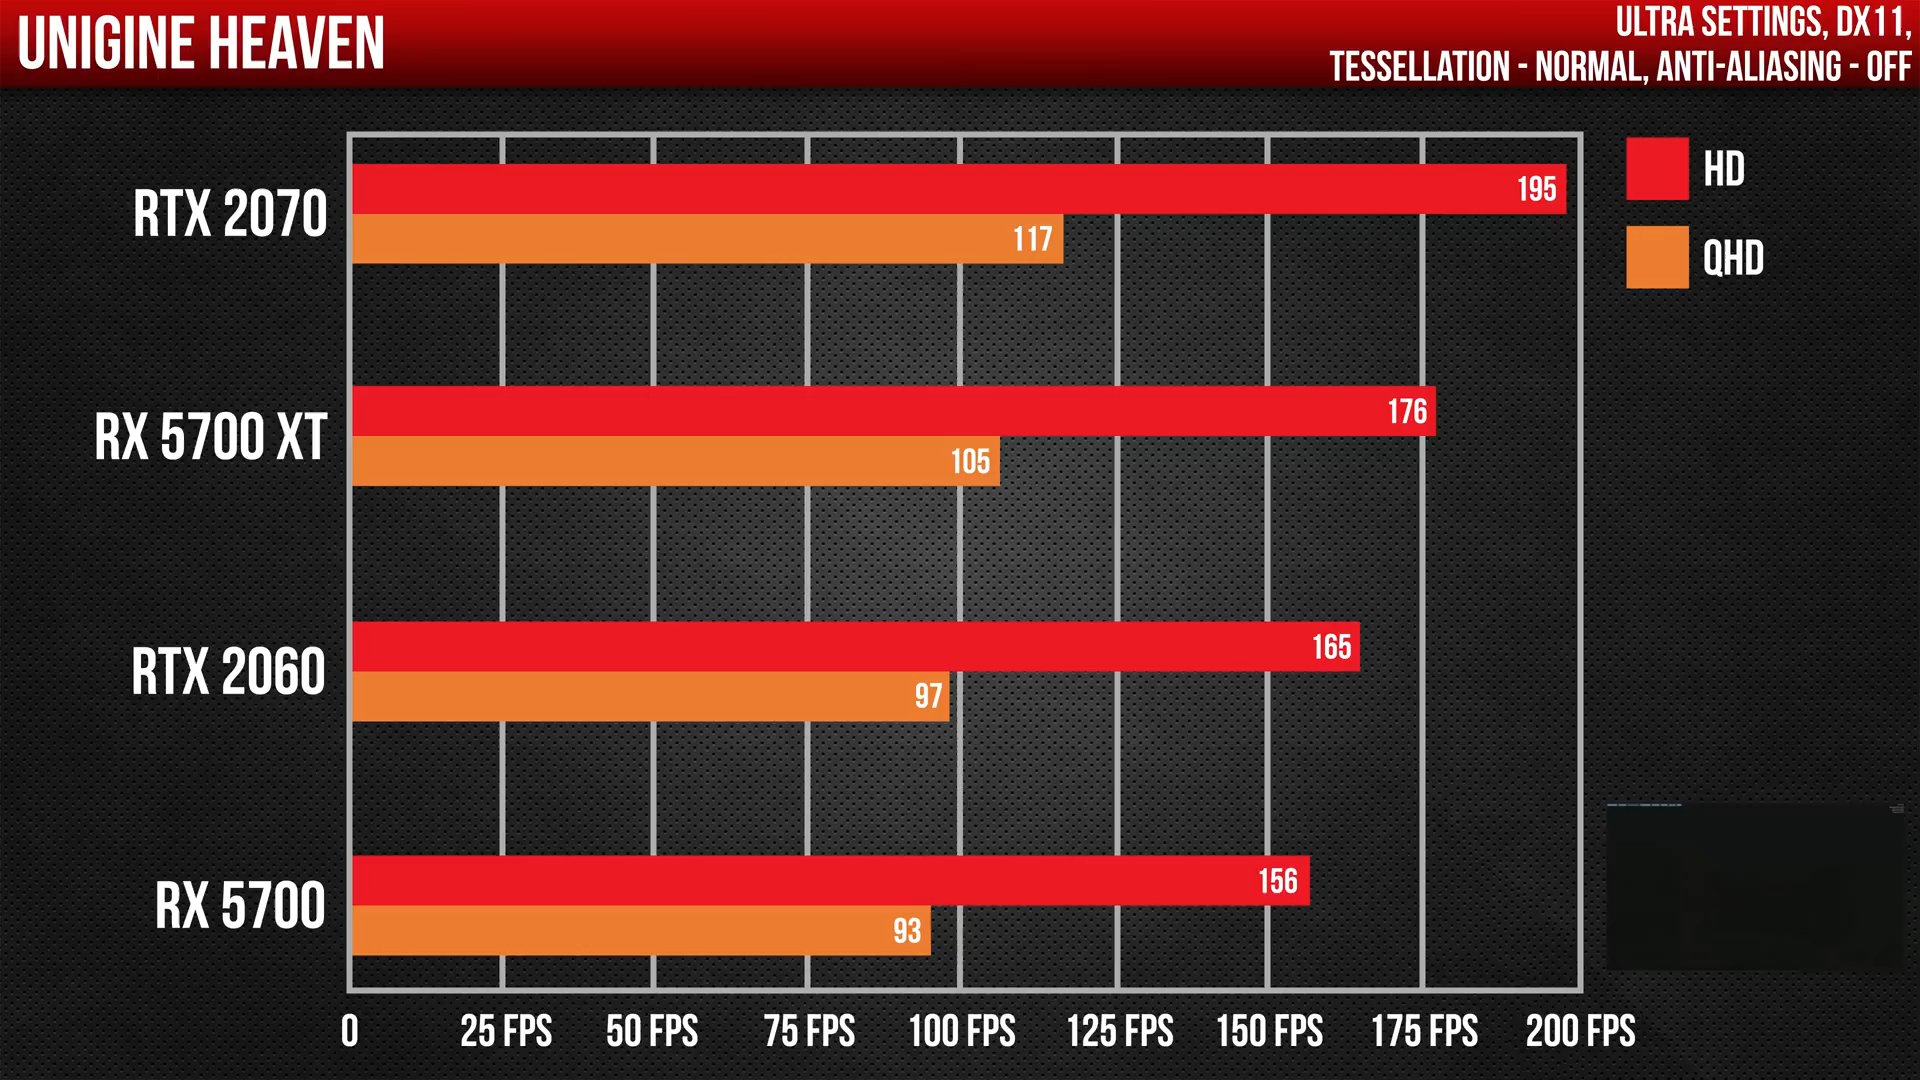 UNIGINE HEAVEN
ULTRA SETTINGS, DX11,
TESSELLATION - NORMAL, ANTI-ALIASING - OFF
HD
QHD
RTX 2070
195
117
RX 5700 XT
176
105
RTX 2060
165
97
RX 5700
156
93
0 25 FPS 50 FPS 75 FPS 100 FPS 125 FPS 150 FPS 175 FPS 200 FPS